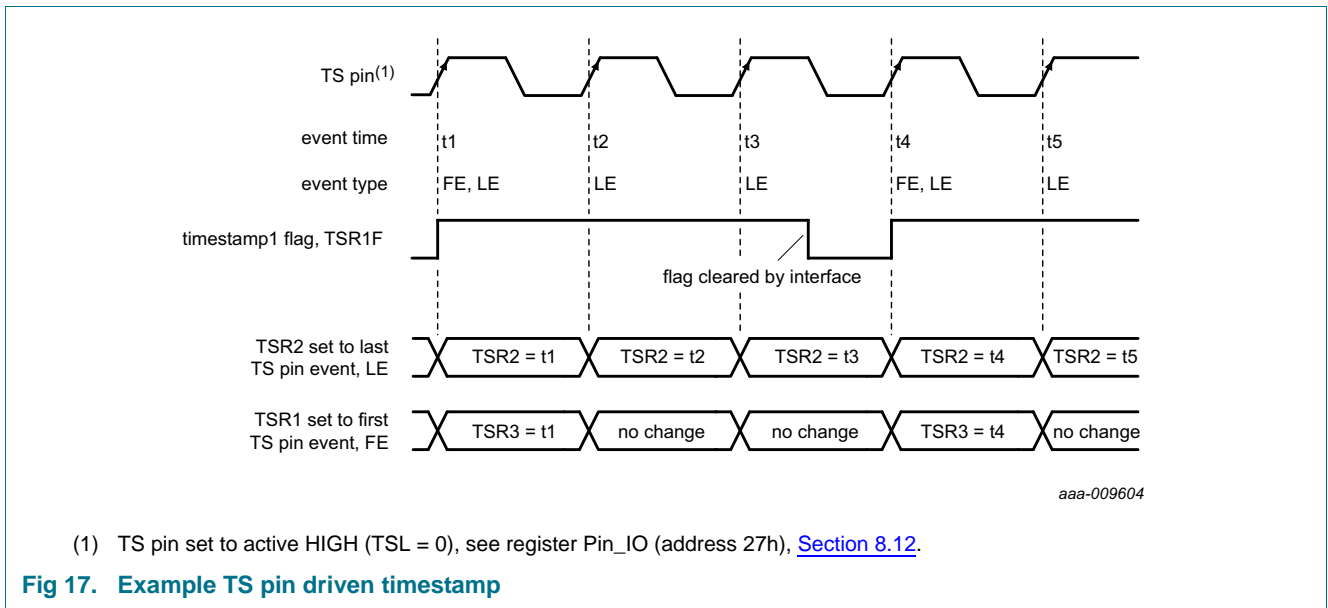 TS pin(1)
event time t1 t2 t3 t4 t5
event type FE, LE LE LE FE, LE LE
timestamp1 flag, TSR1F
flag cleared by interface
TSR2 set to last
TSR2 = t1 TSR2 = t2 TSR2 = t3 TSR2 = t4 TSR2 = t5
TS pin event, LE
TSR1 set to first
TSR3 = t1 no change no change TSR3 = t4 no change
TS pin event, FE
aaa-009604
(1) TS pin set to active HIGH (TSL = 0), see register Pin_IO (address 27h), Section 8.12.
Fig 17. Example TS pin driven timestamp